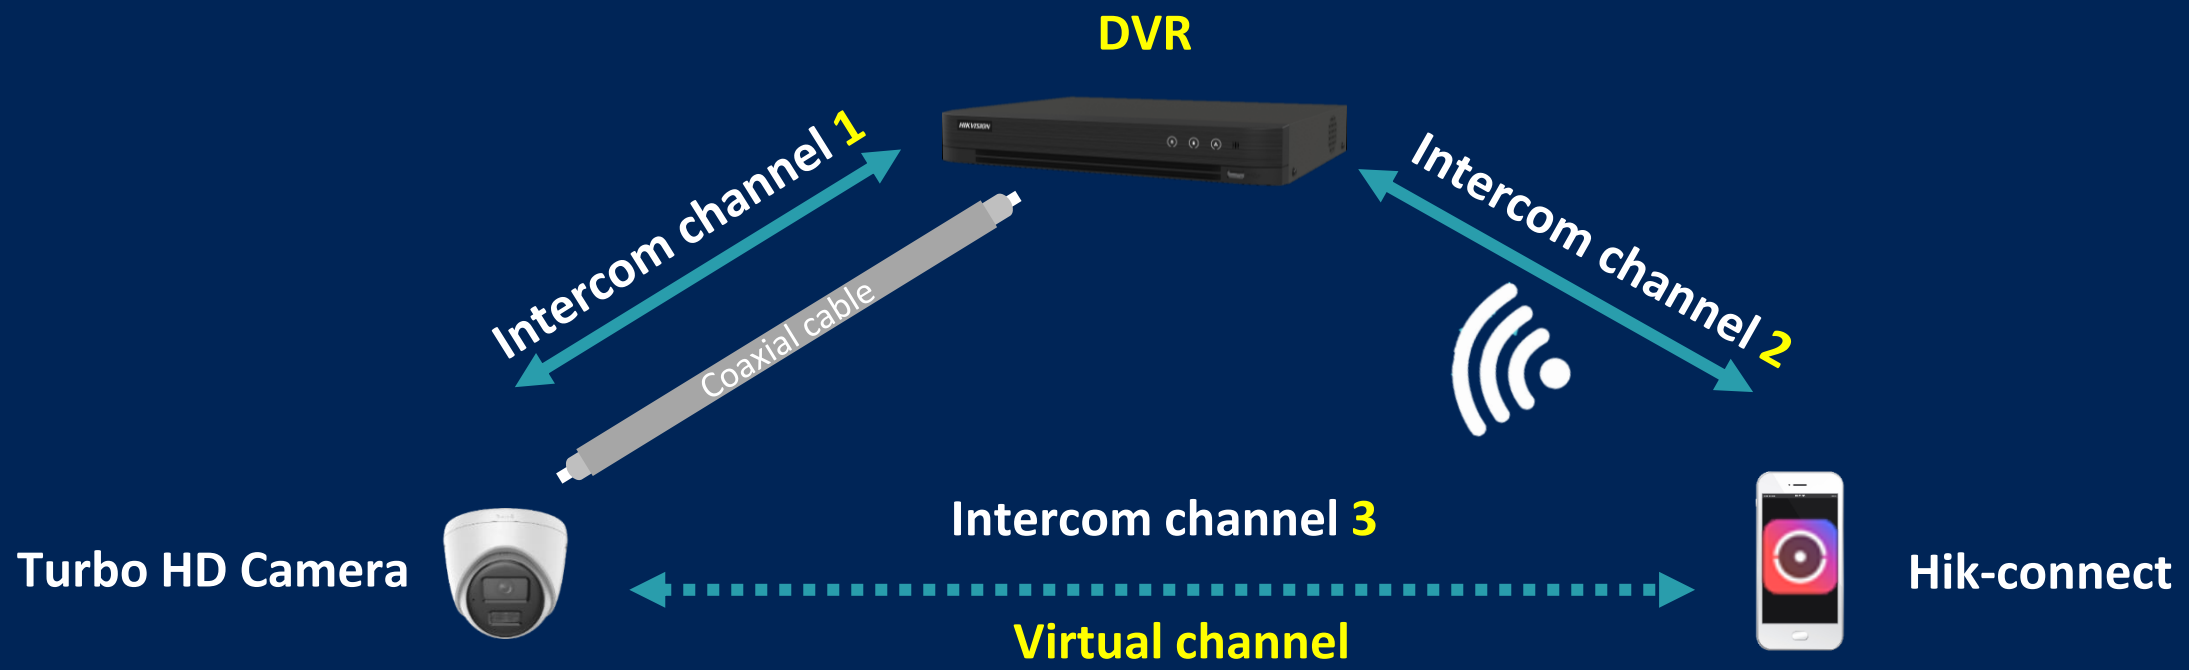 DVR
HIKVISION
Intercom channel 1
Intercom channel 2
Coaxial cable
Intercom channel 3
Turbo HD Camera
Hik-connect
Virtual channel